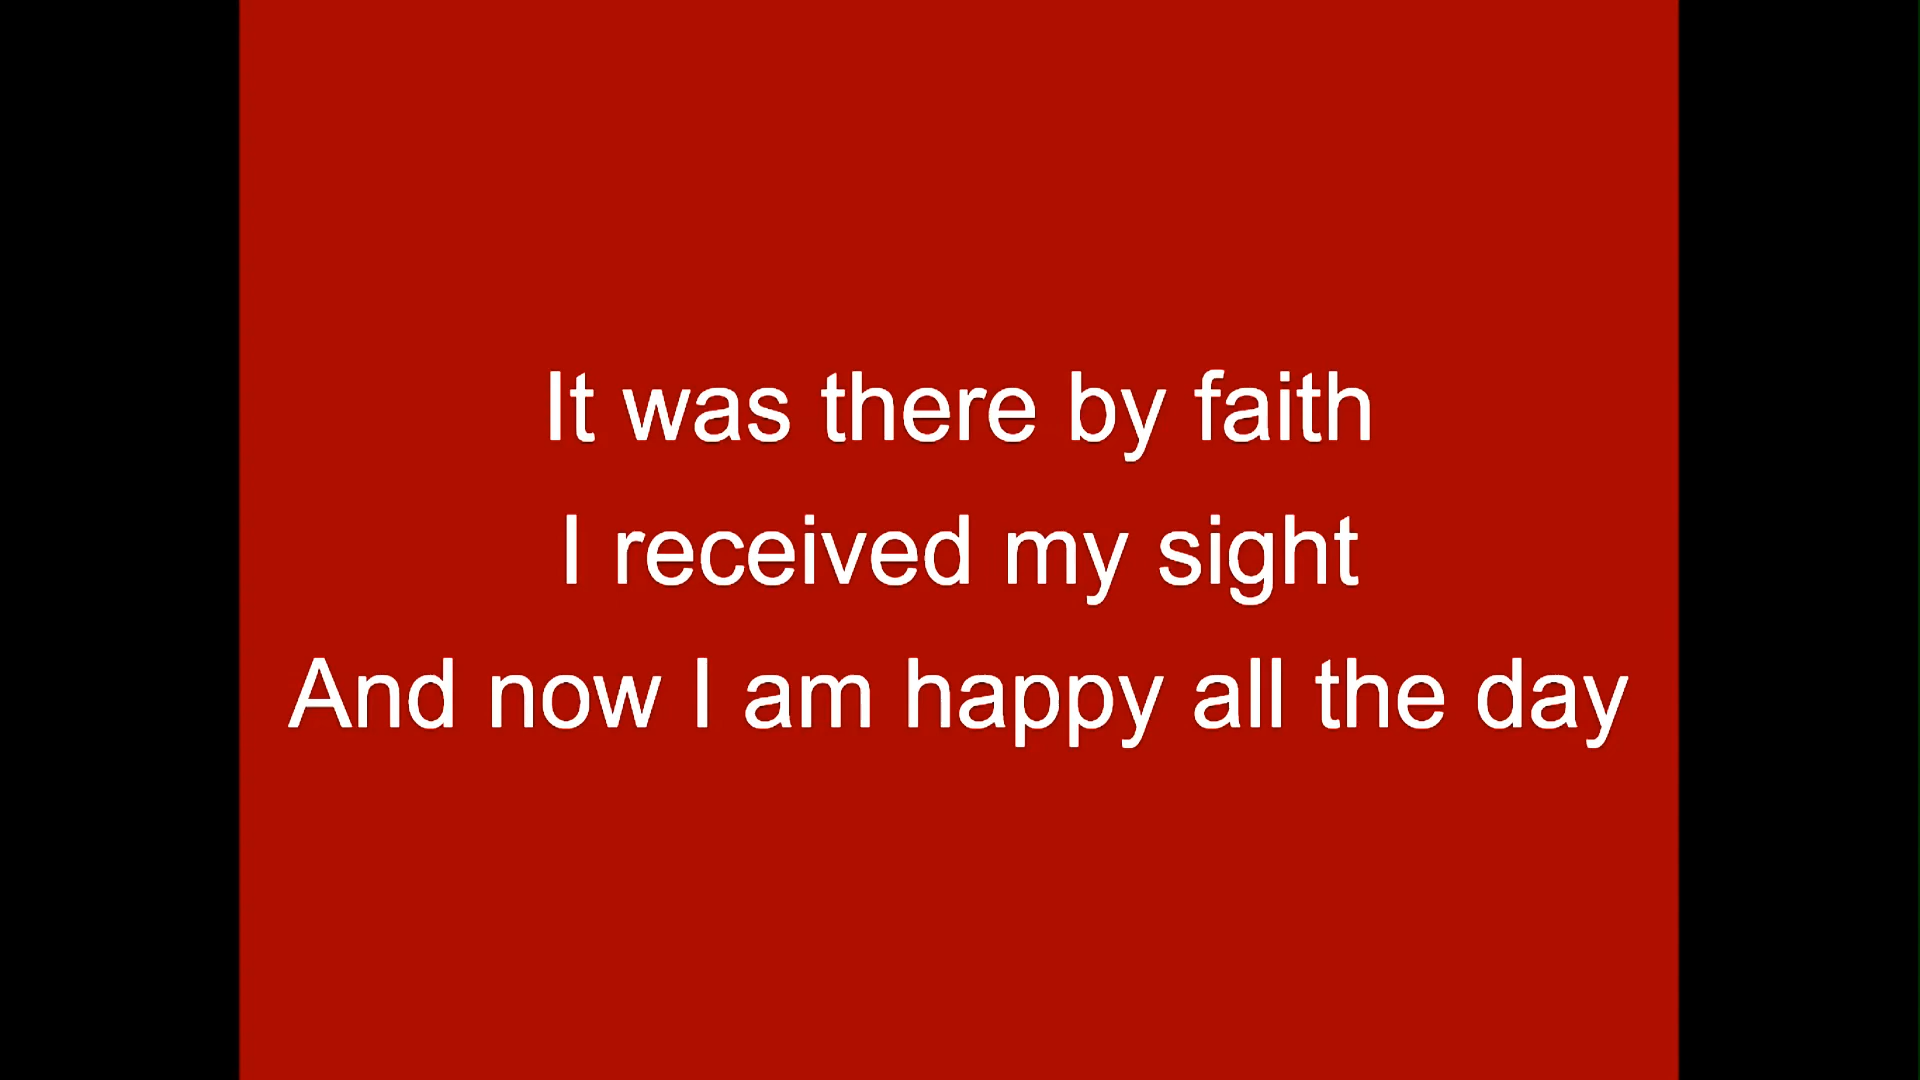 It was there by faith
I received my sight
And now I am happy all the day